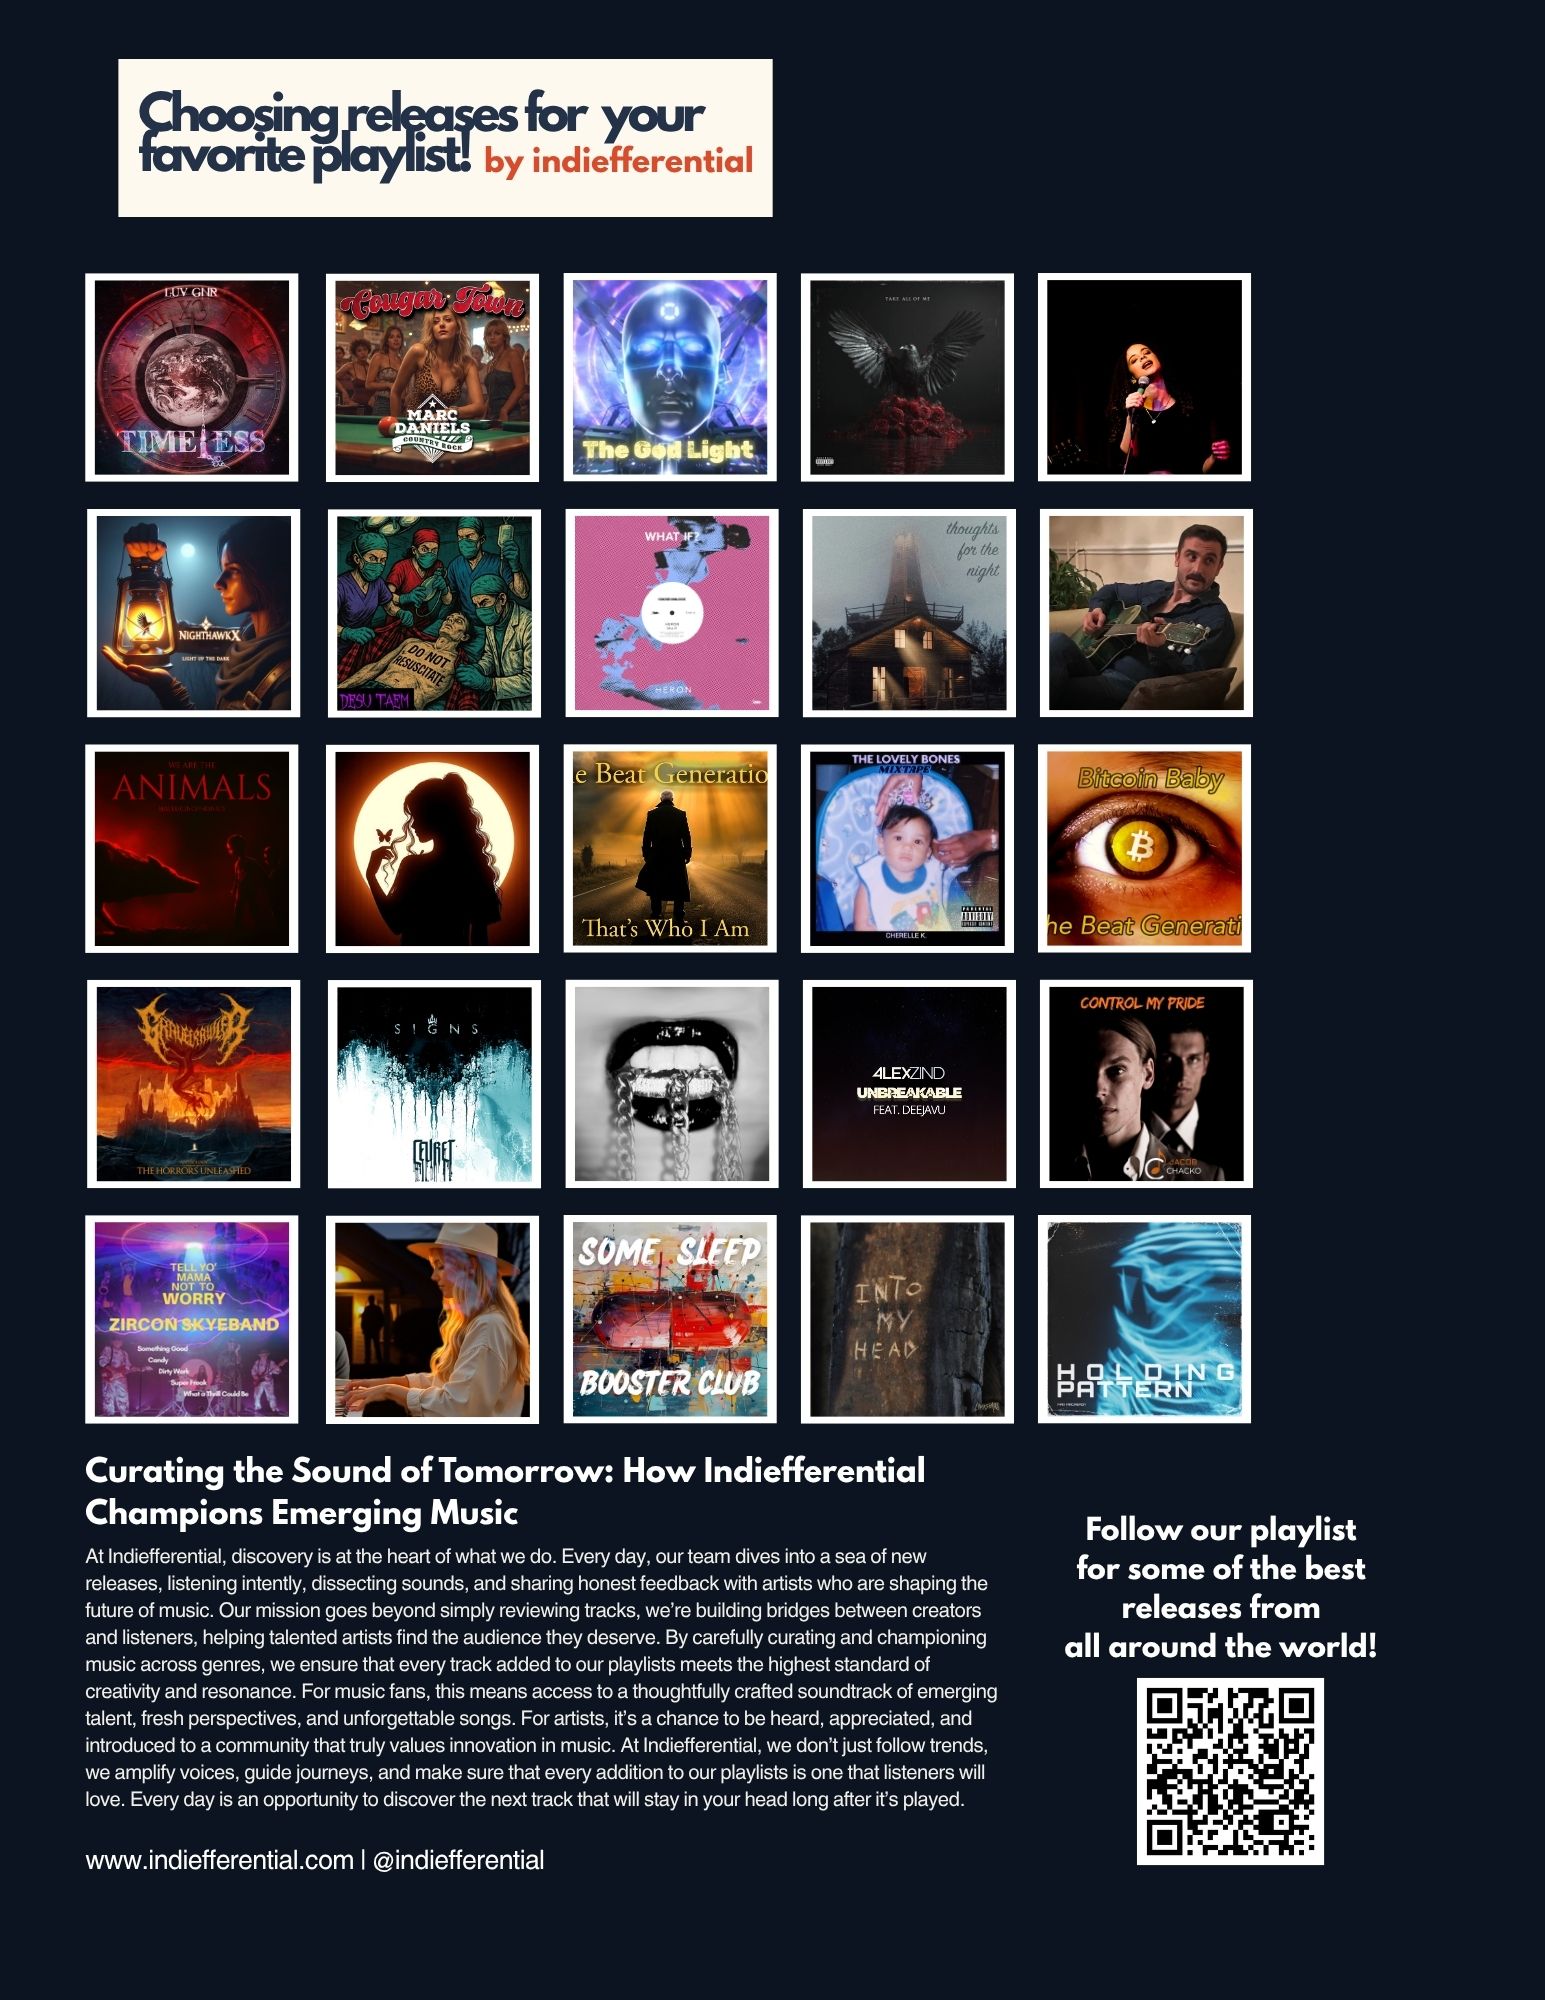 Choosing releases for your
favorite playlist! by indiefferential
LUV GNR
TIMELESS
Cougar Town
MARC
DANIELS
COUNTRY ROCK
The God Light
TAKE ALL OF ME
NIGHTHAWKX
LIGHT UP THE DARK
DO NOT
RESUSCITATE
DESU TAEM
WHAT IF?
HERON
HERON
thoughts
for the
night
WE ARE THE
ANIMALS
e Beat Generatio
That's Who I Am
THE LOVELY BONES
MIXTAPE
PARENTAL
ADVISORY
EXPLICIT CONTENT
CHERELLE K.
Bitcoin Baby
he Beat Generati
GRAVECRAWLER
THE HORRORS UNLEASHED
SIGNS
CEVRET
4LEXZIND
UNBREAKABLE
FEAT. DEEJAVU
CONTROL MY PRIDE
JACOB
CHACKO
TELL YO'
MAMA
NOT TO
WORRY
ZIRCON SKYEBAND
Something Good
Candy
Dirty Work
Super Freak
What a Thrill Could Be
SOME SLEEP
BOOSTER CLUB
INTO
MY
HEAD
HOLDING
PATTERN
Curating the Sound of Tomorrow: How Indiefferential
Champions Emerging Music
At Indiefferential, discovery is at the heart of what we do. Every day, our team dives into a sea of new
releases, listening intently, dissecting sounds, and sharing honest feedback with artists who are shaping the
future of music. Our mission goes beyond simply reviewing tracks, we're building bridges between creators
and listeners, helping talented artists find the audience they deserve. By carefully curating and championing
music across genres, we ensure that every track added to our playlists meets the highest standard of
creativity and resonance. For music fans, this means access to a thoughtfully crafted soundtrack of emerging
talent, fresh perspectives, and unforgettable songs. For artists, it's a chance to be heard, appreciated, and
introduced to a community that truly values innovation in music. At Indiefferential, we don't just follow trends,
we amplify voices, guide journeys, and make sure that every addition to our playlists is one that listeners will
love. Every day is an opportunity to discover the next track that will stay in your head long after it's played.
www.indiefferential.com | @indiefferential
Follow our playlist
for some of the best
releases from
all around the world!